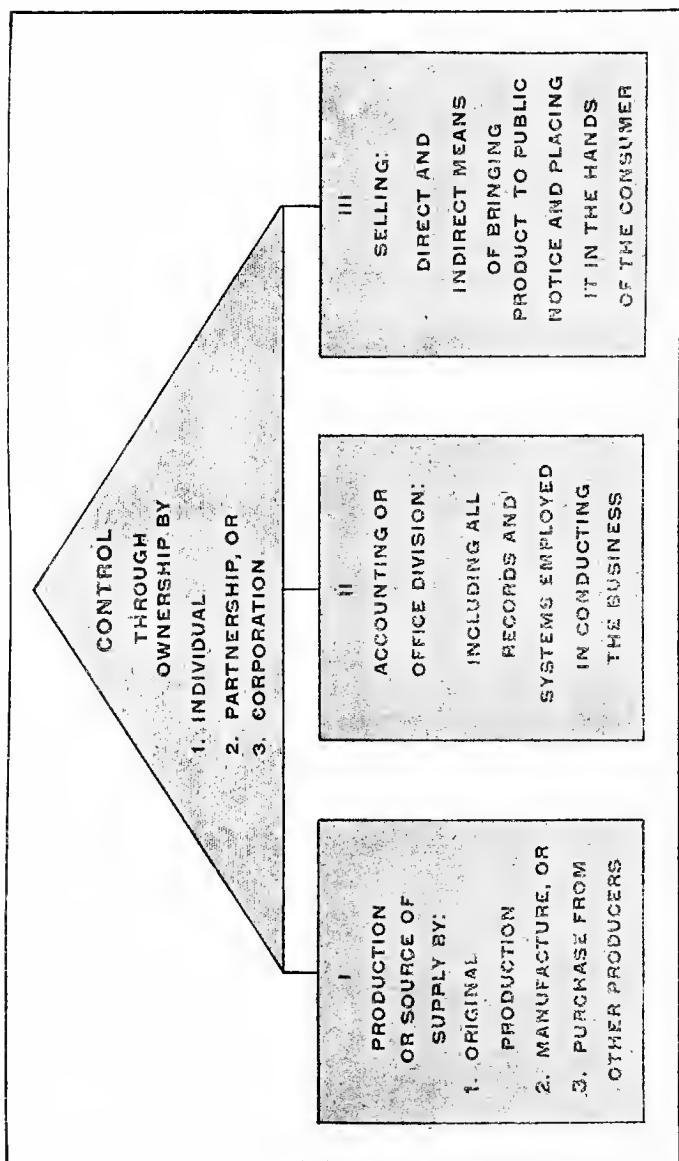 CONTROL
THROUGH
OWNERSHIP BY
1. INDIVIDUAL
2. PARTNERSHIP, OR
3. CORPORATION
I
PRODUCTION
OR SOURCE OF
SUPPLY BY:
1. ORIGINAL
PRODUCTION
2. MANUFACTURE, OR
3. PURCHASE FROM
OTHER PRODUCERS
II
ACCOUNTING OR
OFFICE DIVISION:
INCLUDING ALL
RECORDS AND
SYSTEMS EMPLOYED
IN CONDUCTING
THE BUSINESS
III
SELLING:
DIRECT AND
INDIRECT MEANS
OF BRINGING
PRODUCT TO PUBLIC
NOTICE AND PLACING
IT IN THE HANDS
OF THE CONSUMER